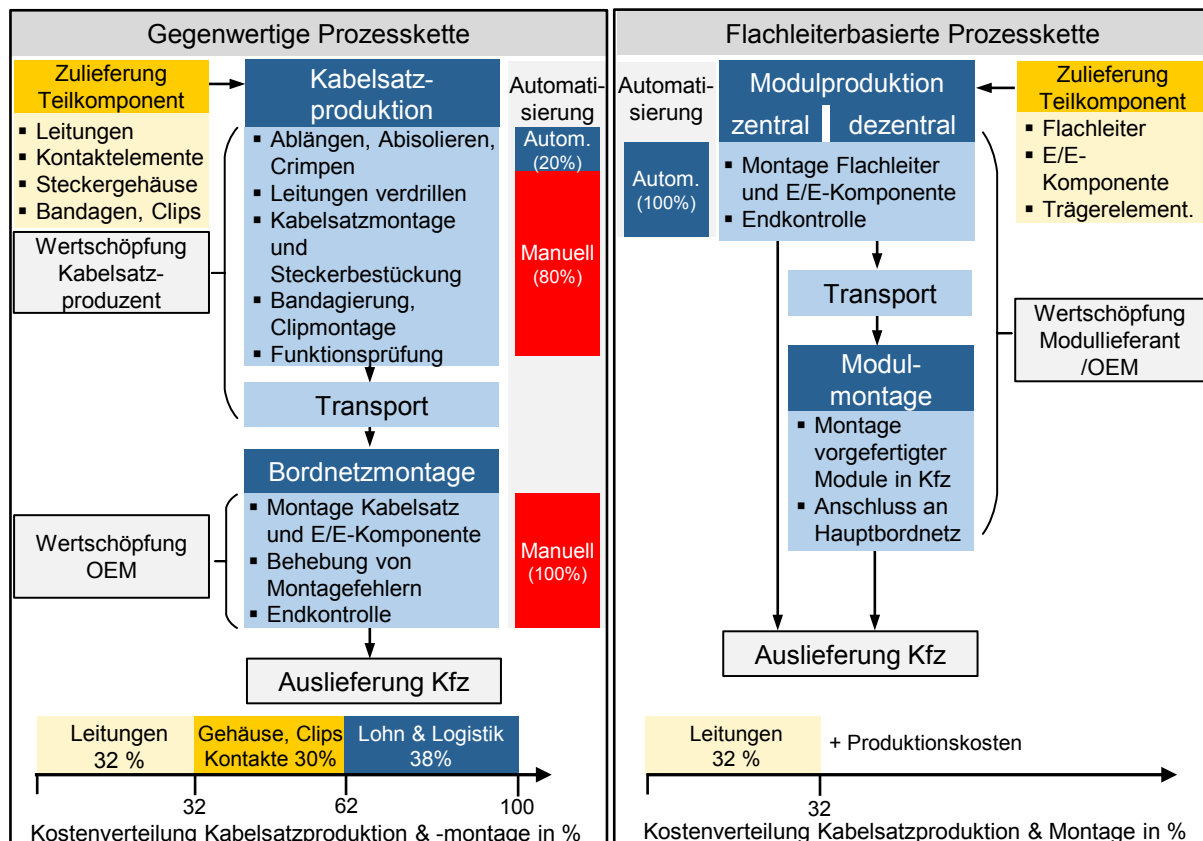 Gegenwertige Prozesskette
Zulieferung
Teilkomponent
▪ Leitungen
▪ Kontaktelemente
▪ Steckergehäuse
▪ Bandagen, Clips
Wertschöpfung
Kabelsatz-
produzent
Kabelsatz-
produktion
▪ Ablängen, Abisolieren,
Crimpen
▪ Leitungen verdrillen
▪ Kabelsatzmontage
und
Steckerbestückung
▪ Bandagierung,
Clipmontage
▪ Funktionsprüfung
Automati-
sierung
Autom.
(20%)
Manuell
(80%)
Transport
Bordnetzmontage
▪ Montage Kabelsatz
und E/E-Komponente
▪ Behebung von
Montagefehlern
▪ Endkontrolle
Wertschöpfung
OEM
Manuell
(100%)
Auslieferung Kfz
Leitungen
32 %
Gehäuse, Clips
Kontakte 30%
Lohn & Logistik
38%
32
62
100
Kostenverteilung Kabelsatzproduktion & -montage in %
Flachleiterbasierte Prozesskette
Automati-
sierung
Autom.
(100%)
Modulproduktion
zentral
dezentral
▪ Montage Flachleiter
und E/E-Komponente
▪ Endkontrolle
Zulieferung
Teilkomponent
▪ Flachleiter
▪ E/E-
Komponente
▪ Trägerelement.
Transport
Wertschöpfung
Modullieferant
/OEM
Modul-
montage
▪ Montage
vorgefertigter
Module in Kfz
▪ Anschluss an
Hauptbordnetz
Auslieferung Kfz
Leitungen
32 %
+ Produktionskosten
32
Kostenverteilung Kabelsatzproduktion & Montage in %